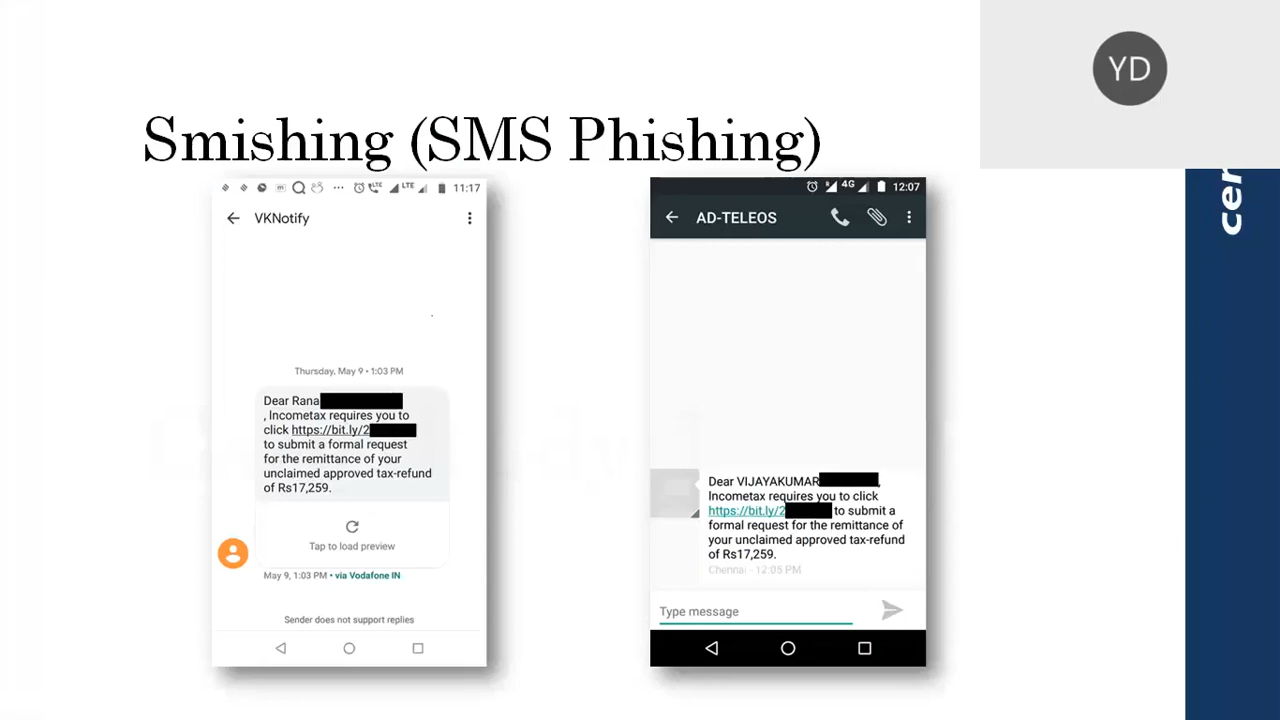 YD
Smishing (SMS Phishing)
cer
LTE LTE 11:17
VKNotify
Thursday, May 9 • 1:03 PM
Dear Rana
, Incometax requires you to
click https://bit.ly/2
to submit a formal request
for the remittance of your
unclaimed approved tax-refund
of Rs17,259.
Tap to load preview
May 9, 1:03 PM • via Vodafone IN
Sender does not support replies
4G 12:07
AD-TELEOS
Dear VIJAYAKUMAR ,
Incometax requires you to click
https://bit.ly/2 to submit a
formal request for the remittance of
your unclaimed approved tax-refund
of Rs17,259.
Chennai - 12:05 PM
Type message